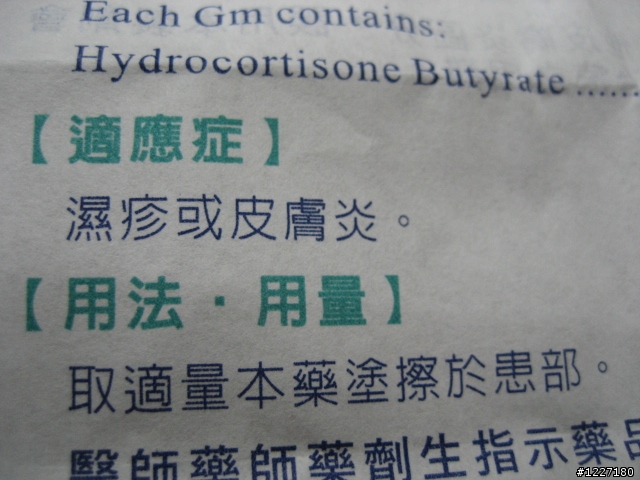 Each Gm contains:
Hydrocortisone Butyrate ......
【適應症】
濕疹或皮膚炎。
【用法・用量】
取適量本藥塗擦於患部。
醫師藥師藥劑生指示藥品
#1227180